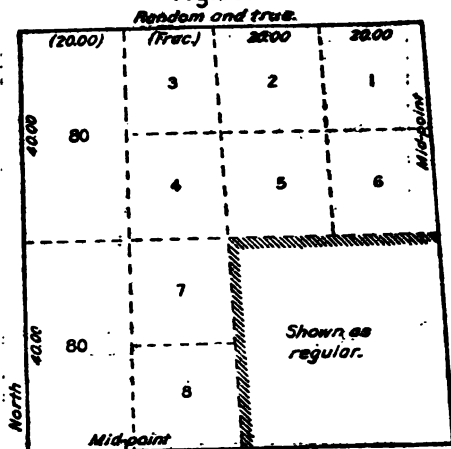 Random and true.
(20.00) (Frac.) 20.00 20.00
3 2 1
40.00 80 Mid-point
4 5 6
7
40.00 80 Shown as
regular.
8
North
Mid-point